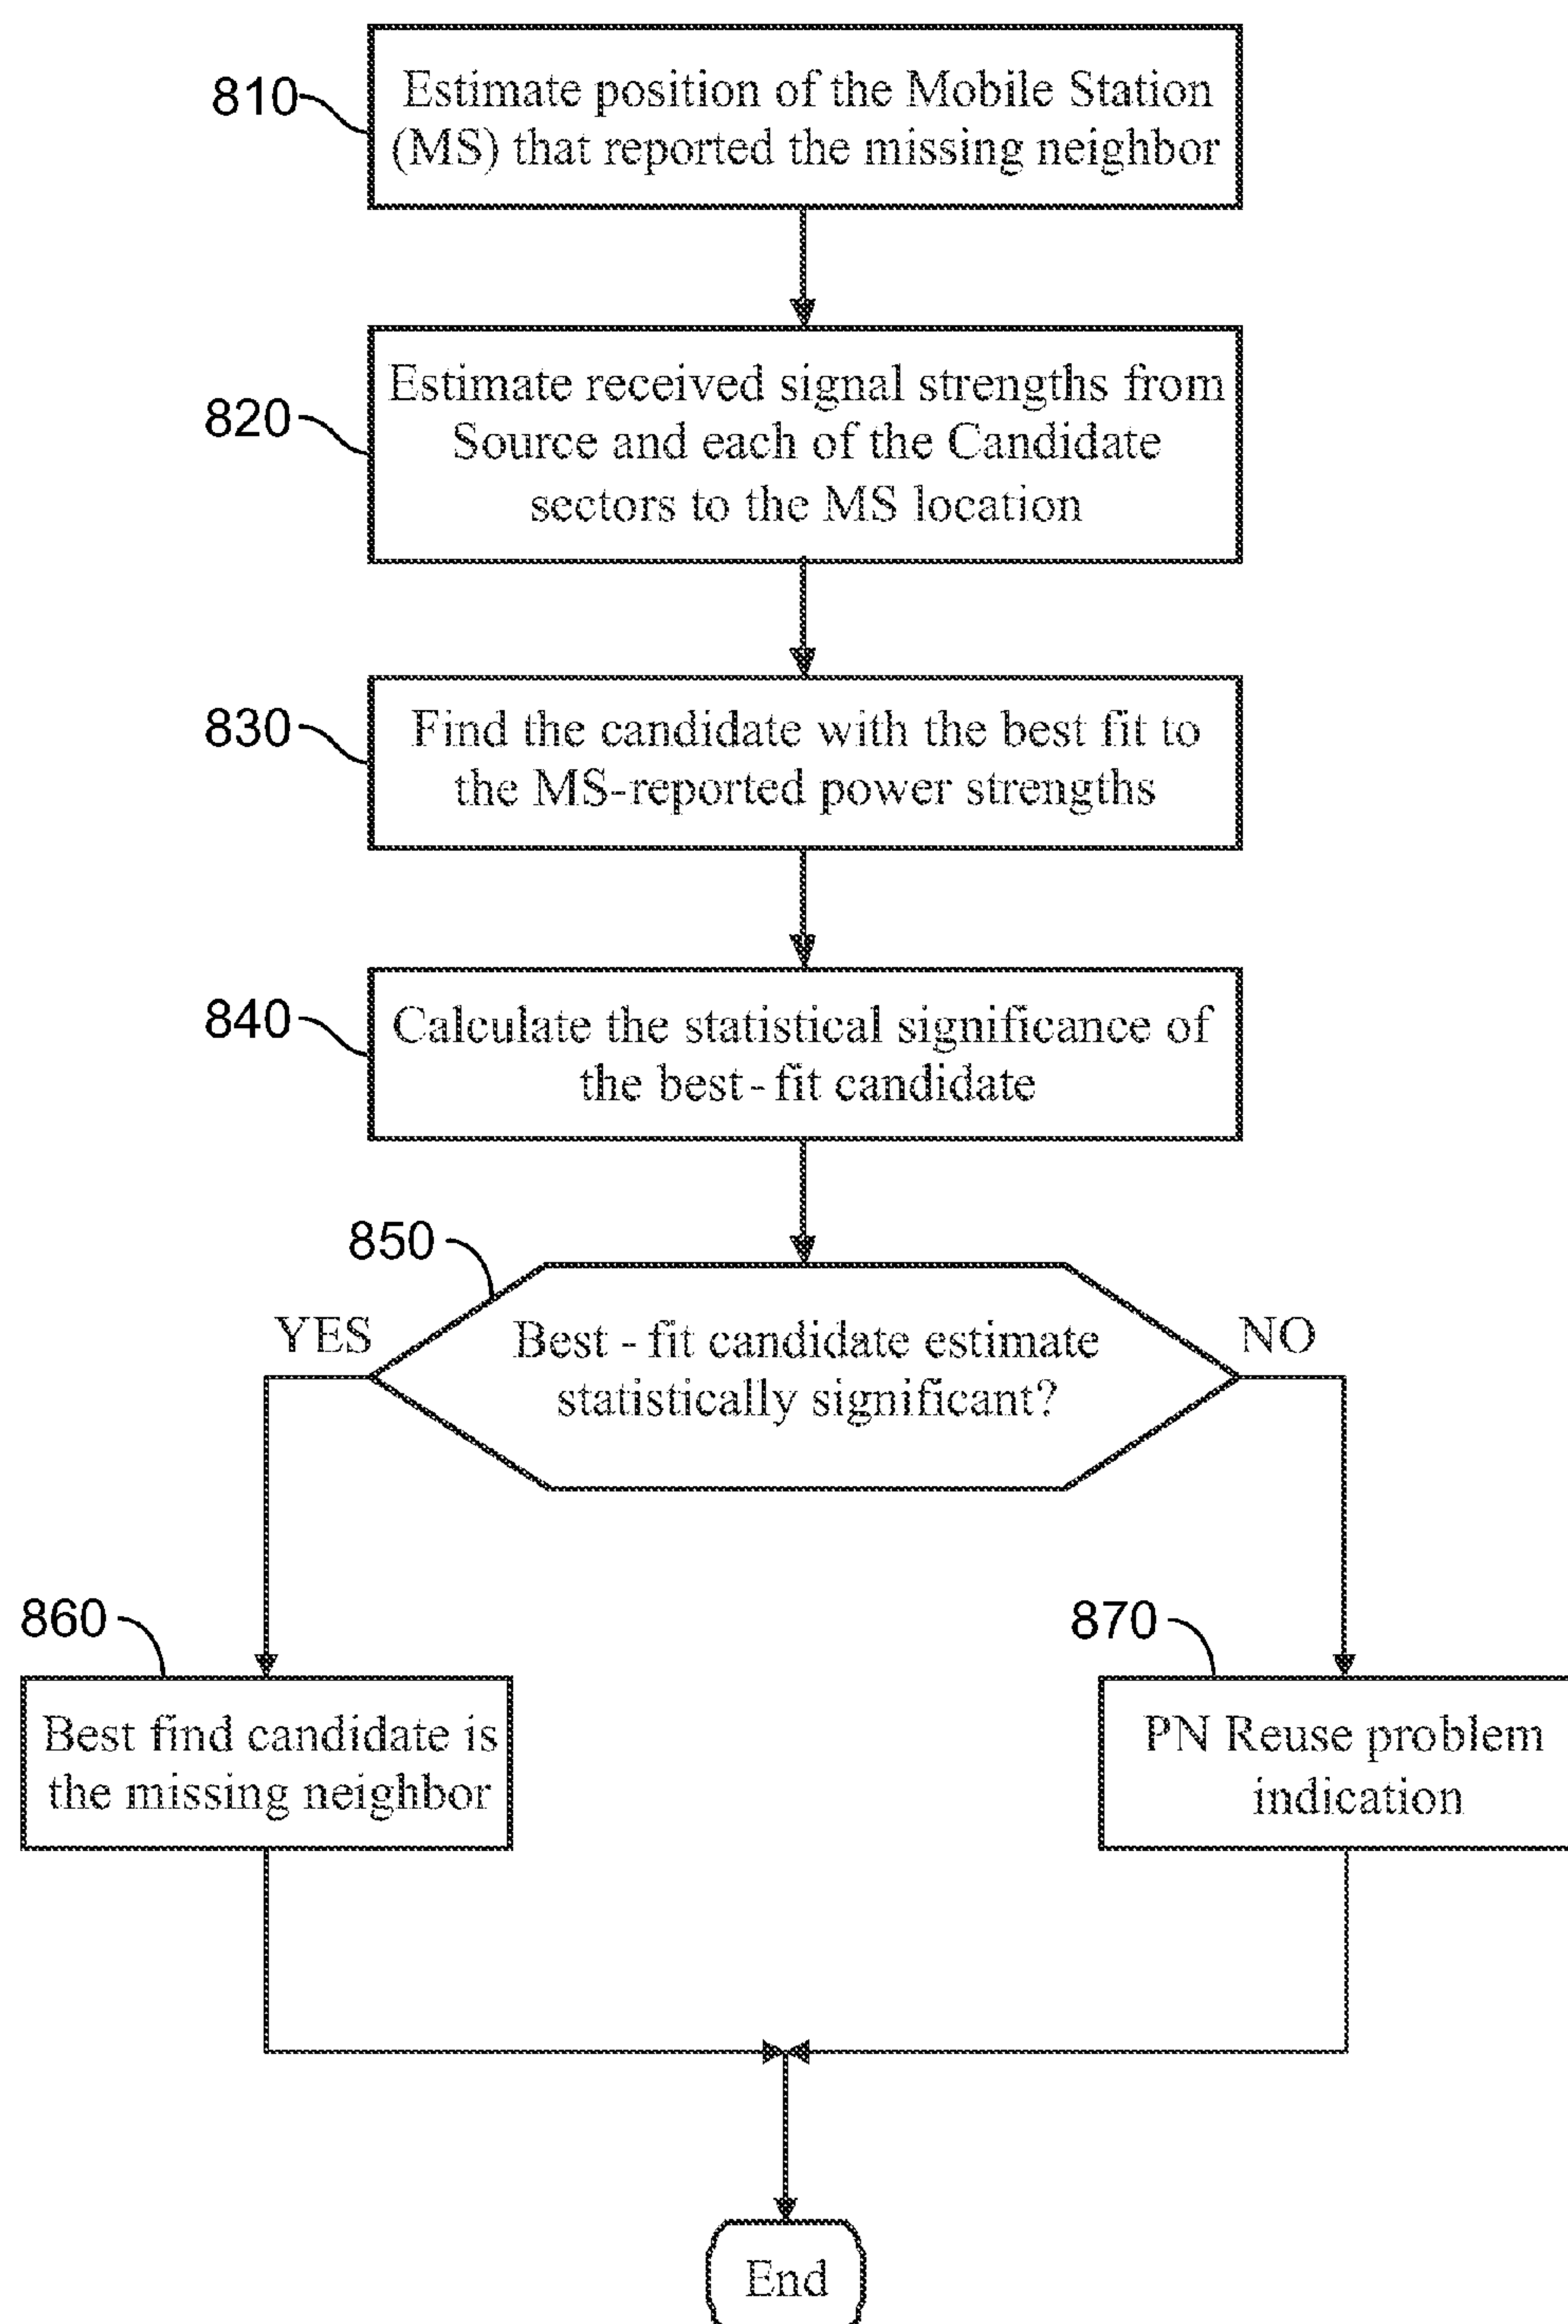 810
Estimate position of the Mobile Station
(MS) that reported the missing neighbor
820
Estimate received signal strengths from
Source and each of the Candidate
sectors to the MS location
830
Find the candidate with the best fit to
the MS-reported power strengths
840
Calculate the statistical significance of
the best-fit candidate
850
YES
Best - fit candidate estimate
statistically significant?
NO
860
Best find candidate is
the missing neighbor
870
PN Reuse problem
indication
End